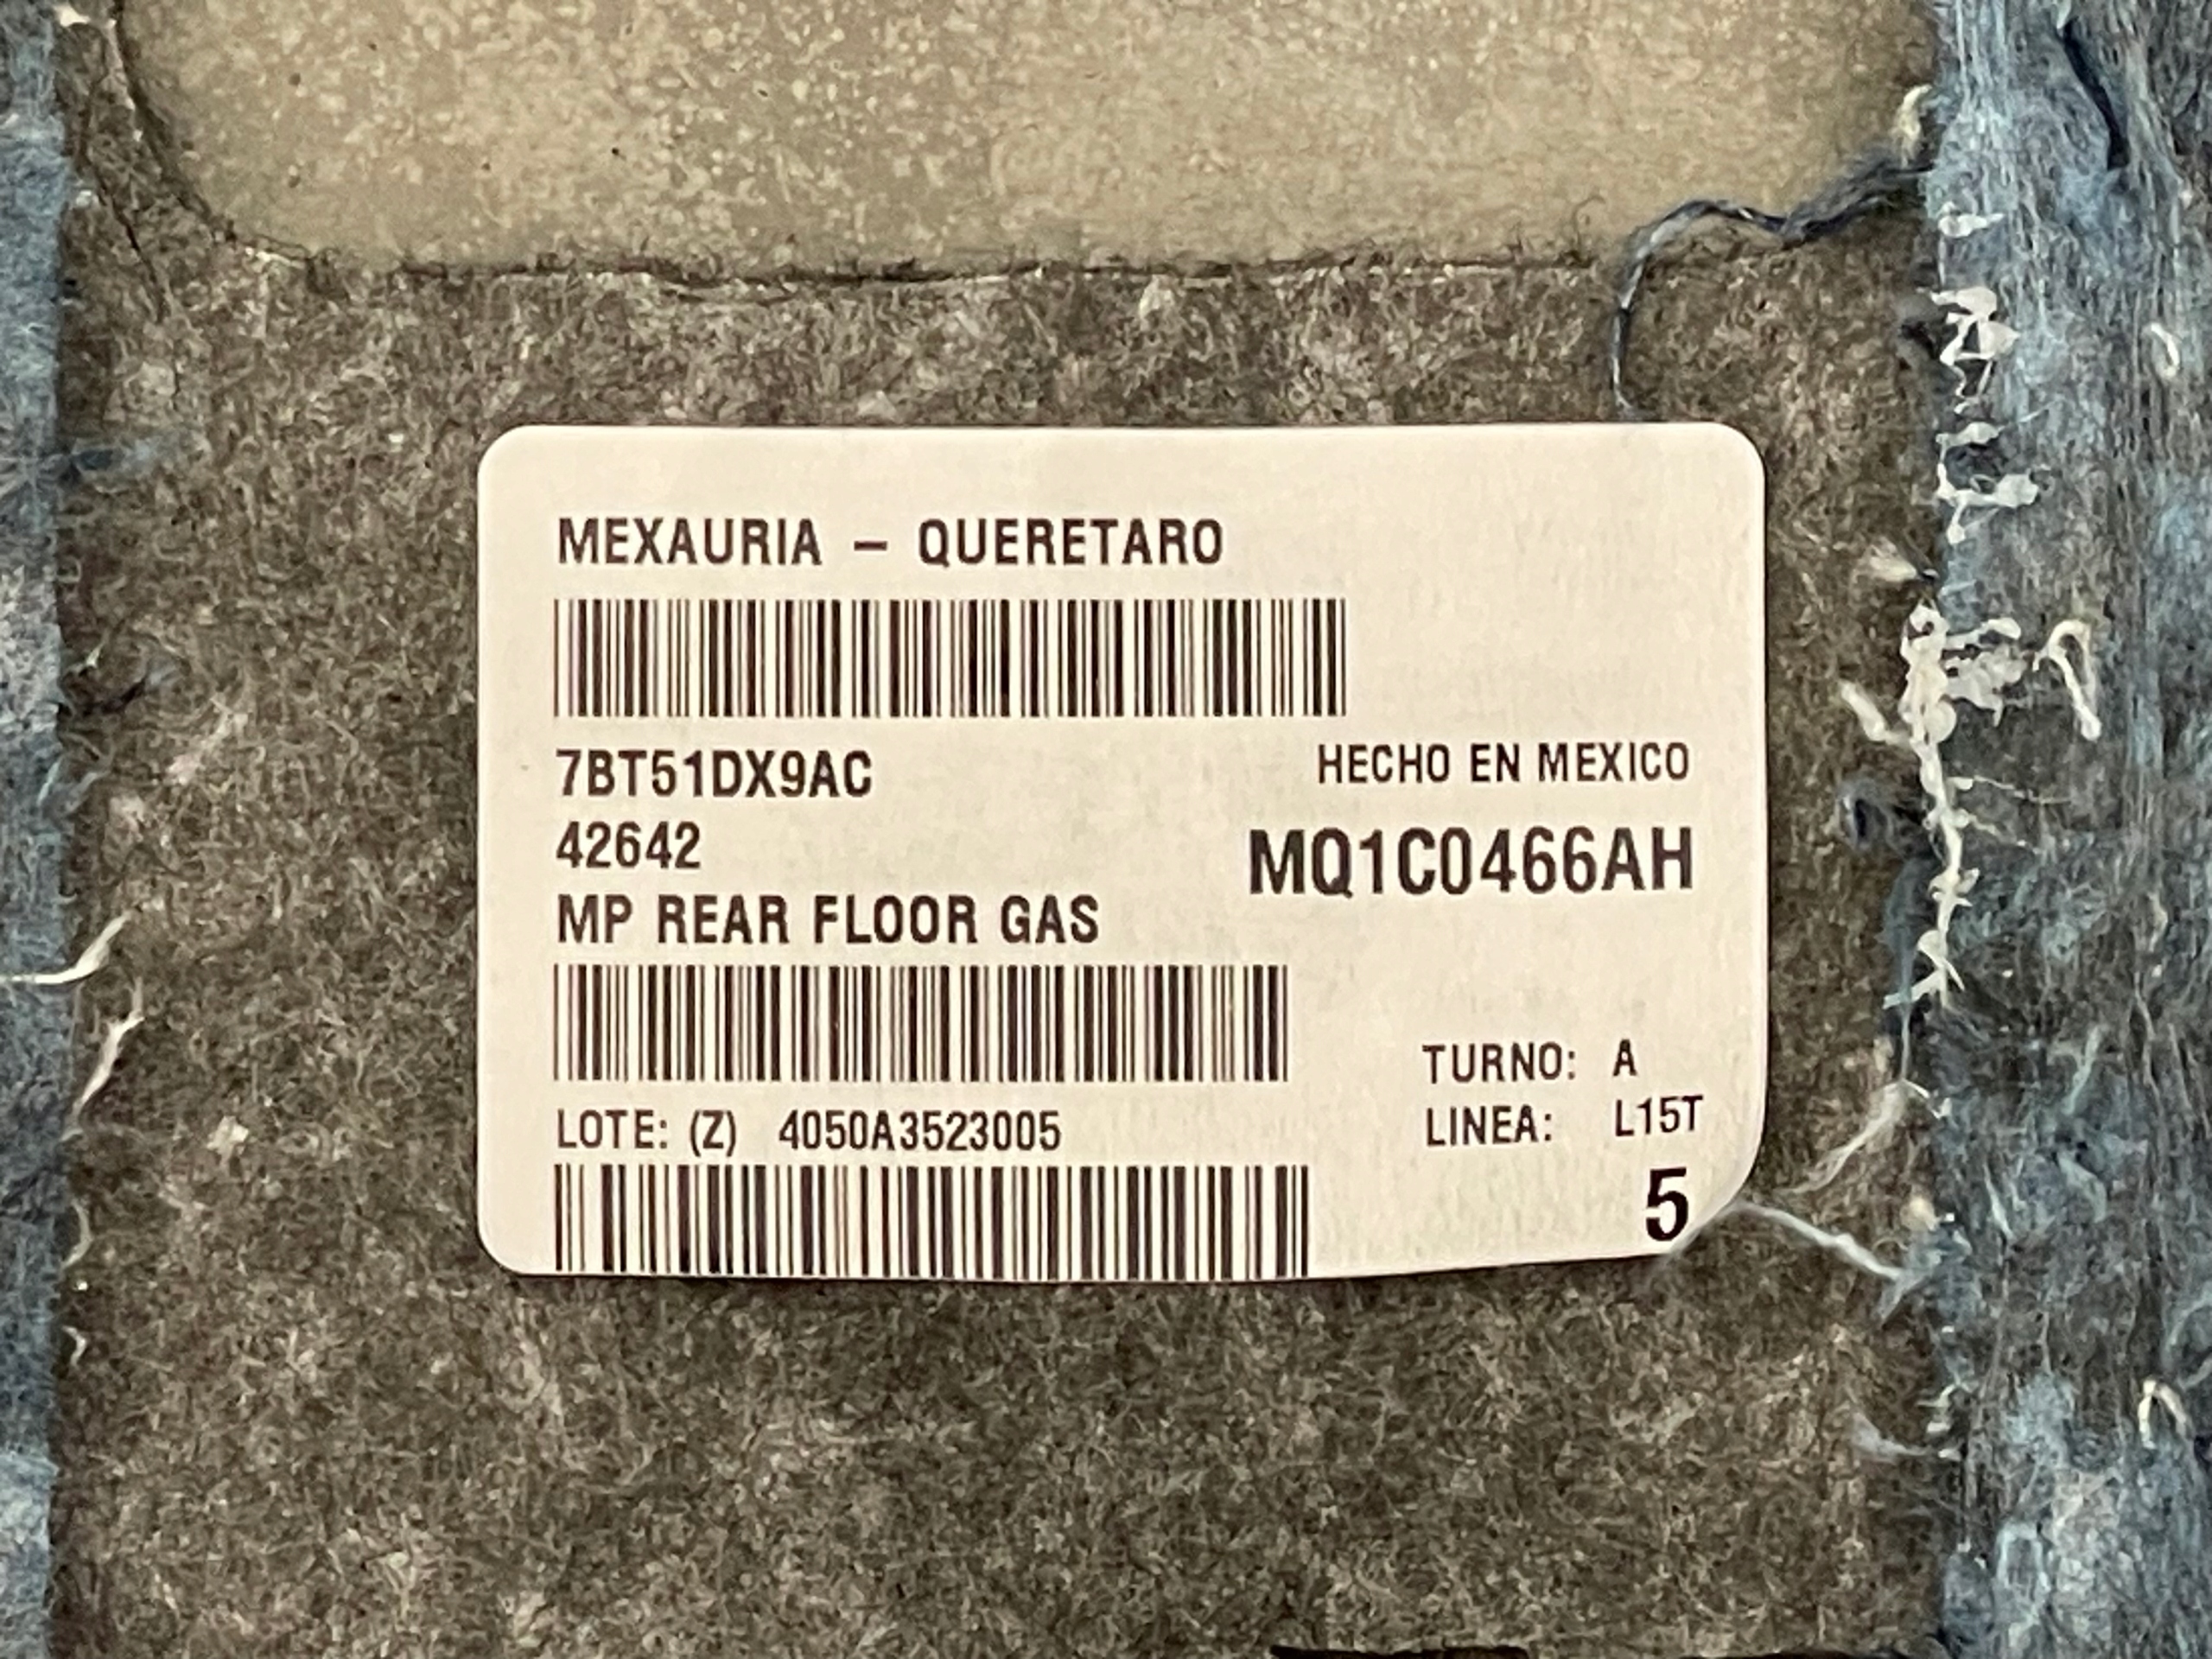 MEXAURIA – QUERETARO
7BT51DX9AC
HECHO EN MEXICO
42642
MQ1C0466AH
MP REAR FLOOR GAS
TURNO: A
LOTE: (Z) 4050A3523005
LINEA: L15T
5